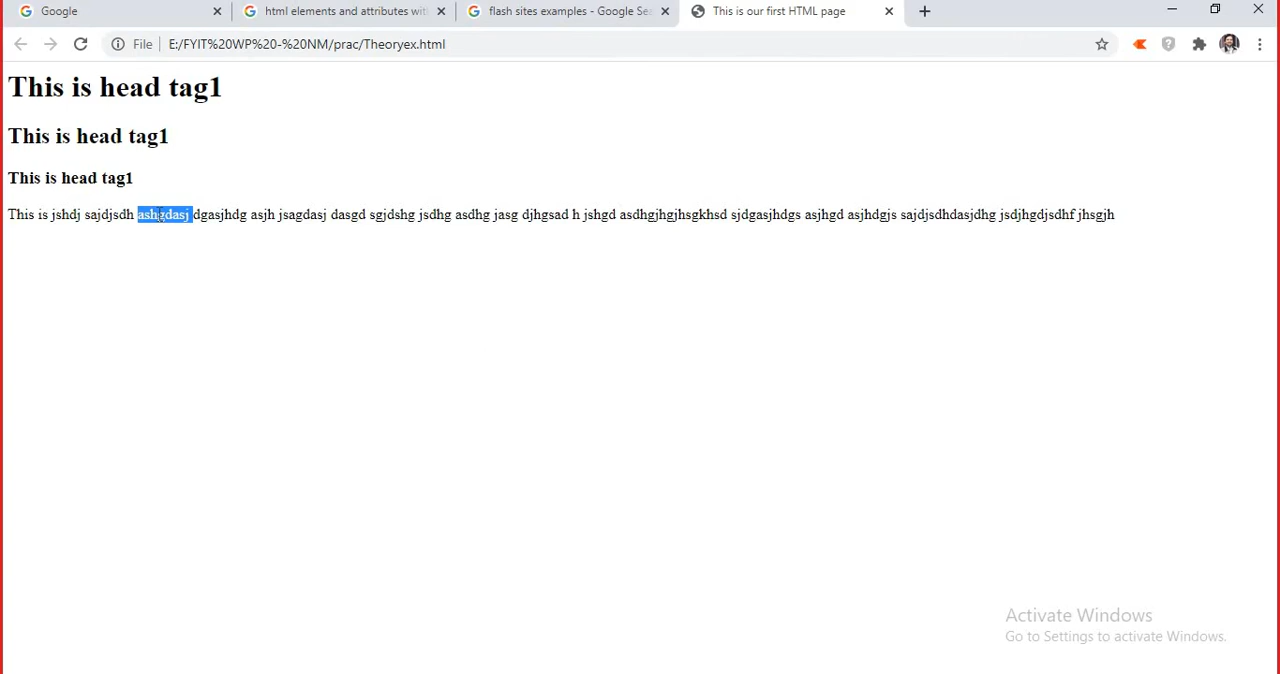 Google
html elements and attributes with
flash sites examples - Google Sea
This is our first HTML page
File
E:/FYIT%20WP%20-%20NM/prac/Theoryex.html
This is head tag1
This is head tag1
This is head tag1
This is jshdj sajdjsdh ashgdasj dgasjhdg asjh jsagdasj dasgd sgjdshg jsdhg asdhg jasg djhgsad h jshgd asdhgjhgjhsgkhsd sjdgasjhdgs asjhgd asjhdgjs sajdjsdhdasjdhg jsdjhgdjsdhf jhsgjh
Activate Windows
Go to Settings to activate Windows.